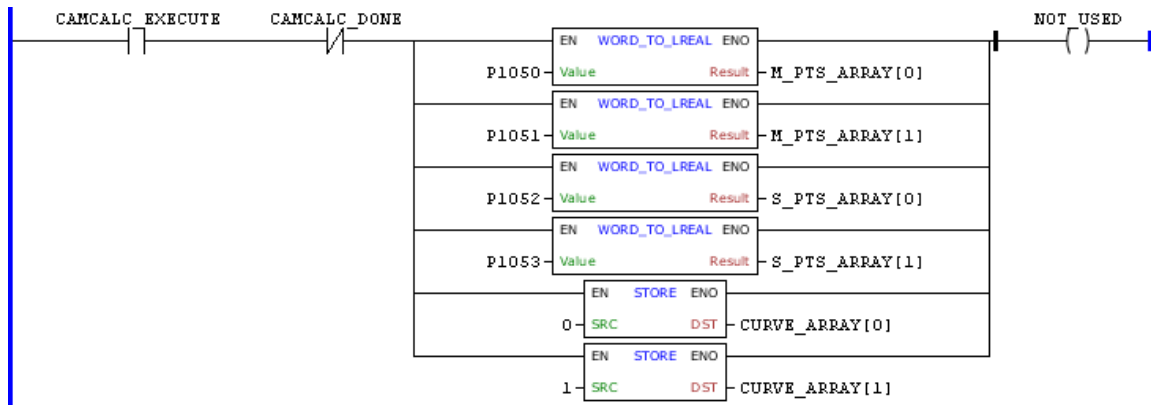 CAMCALC_EXECUTE CAMCALC_DONE NOT_USED
EN WORD_TO_LREAL ENO
P1050 Value Result M_PTS_ARRAY[0]
EN WORD_TO_LREAL ENO
P1051 Value Result M_PTS_ARRAY[1]
EN WORD_TO_LREAL ENO
P1052 Value Result S_PTS_ARRAY[0]
EN WORD_TO_LREAL ENO
P1053 Value Result S_PTS_ARRAY[1]
EN STORE ENO
0 SRC DST CURVE_ARRAY[0]
EN STORE ENO
1 SRC DST CURVE_ARRAY[1]